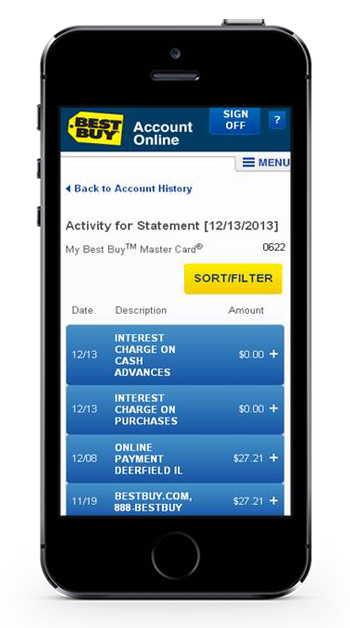 BEST
BUY
Account
Online
SIGN
OFF
?
MENU
Back to Account History
Activity for Statement [12/13/2013]
My Best Buy™ Master Card® 0622
SORT/FILTER
Date Description Amount
12/13 INTEREST CHARGE ON CASH ADVANCES $0.00 +
12/13 INTEREST CHARGE ON PURCHASES $0.00 +
12/08 ONLINE PAYMENT DEERFIELD IL $27.21 +
11/19 BESTBUY.COM, 888-BESTBUY $27.21 +